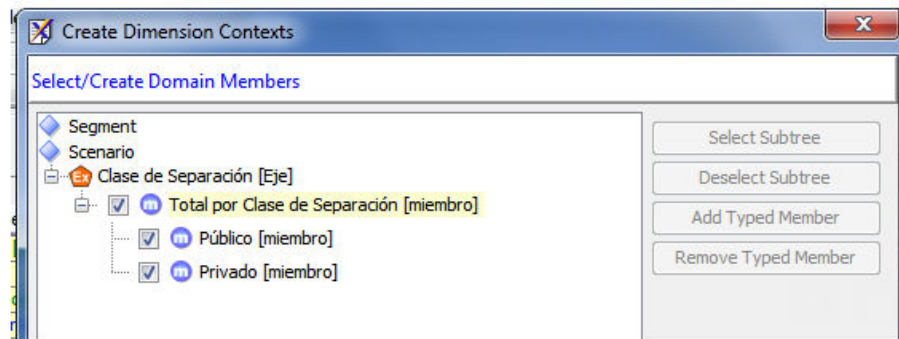 Create Dimension Contexts
Select/Create Domain Members
Segment
Scenario
Ex Clase de Separación [Eje]
m Total por Clase de Separación [miembro]
m Público [miembro]
m Privado [miembro]
Select Subtree
Deselect Subtree
Add Typed Member
Remove Typed Member